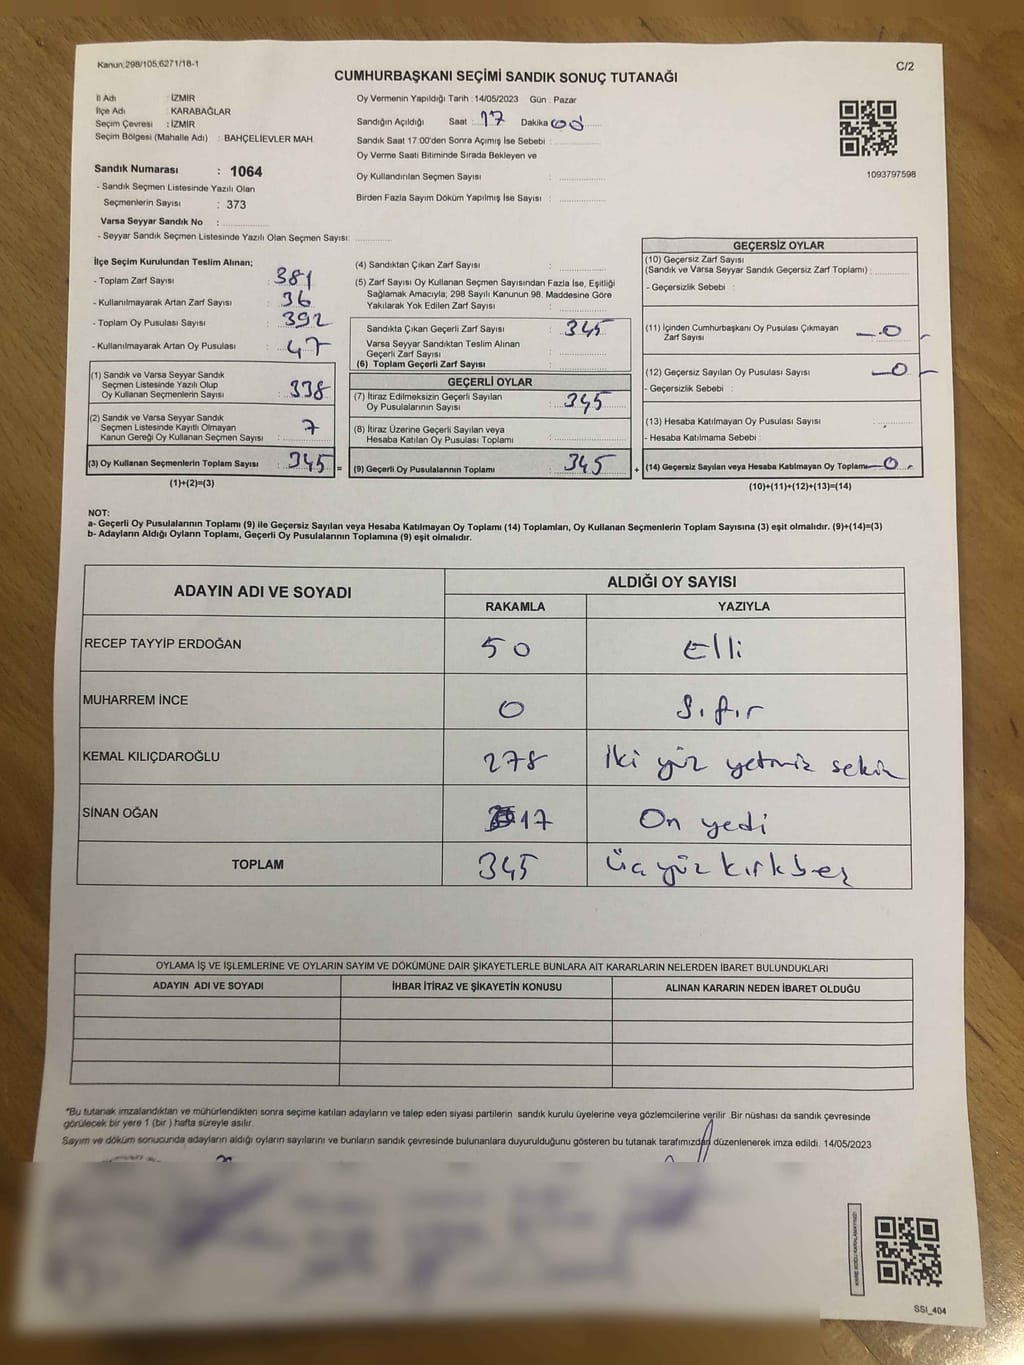 Kanun:298/105;6271/18-1
C/2
CUMHURBAŞKANI SEÇİMİ SANDIK SONUÇ TUTANAĞI
İl Adı : İZMİR
İlçe Adı : KARABAĞLAR
Seçim Çevresi : İZMİR
Seçim Bölgesi (Mahalle Adı) : BAHÇELİEVLER MAH.
Oy Vermenin Yapıldığı Tarih : 14/05/2023 Gün : Pazar
Sandığın Açıldığı Saat : 17 Dakika 00
Sandık Saat 17:00'den Sonra Açımış İse Sebebi :
Oy Verme Saati Bitiminde Sırada Bekleyen ve
Oy Kullandırılan Seçmen Sayısı :
Birden Fazla Sayım Döküm Yapılmış İse Sayısı :
1093797598
Sandık Numarası : 1064
- Sandık Seçmen Listesinde Yazılı Olan
Seçmenlerin Sayısı : 373
Varsa Seyyar Sandık No :
- Seyyar Sandık Seçmen Listesinde Yazılı Olan Seçmen Sayısı:
İlçe Seçim Kurulundan Teslim Alınan;
- Toplam Zarf Sayısı : 381
- Kullanılmayarak Artan Zarf Sayısı : 36
- Toplam Oy Pusulası Sayısı : 392
- Kullanılmayarak Artan Oy Pusulası : 47
(1) Sandık ve Varsa Seyyar Sandık
Seçmen Listesinde Yazılı Olup
Oy Kullanan Seçmenlerin Sayısı : 338
(2) Sandık ve Varsa Seyyar Sandık
Seçmen Listesinde Kayıtlı Olmayan
Kanun Gereği Oy Kullanan Seçmen Sayısı : 7
(3) Oy Kullanan Seçmenlerin Toplam Sayısı : 345 =
(1)+(2)=(3)
(4) Sandıktan Çıkan Zarf Sayısı :
(5) Zarf Sayısı Oy Kullanan Seçmen Sayısından Fazla İse, Eşitliği
Sağlamak Amacıyla; 298 Sayılı Kanunun 98. Maddesine Göre
Yakılarak Yok Edilen Zarf Sayısı :
Sandıkta Çıkan Geçerli Zarf Sayısı : 345
Varsa Seyyar Sandıktan Teslim Alınan
Geçerli Zarf Sayısı :
(6) Toplam Geçerli Zarf Sayısı :
GEÇERLİ OYLAR
(7) İtiraz Edilmeksizin Geçerli Sayılan
Oy Pusulalarının Sayısı : 345
(8) İtiraz Üzerine Geçerli Sayılan veya
Hesaba Katılan Oy Pusulası Toplamı :
(9) Geçerli Oy Pusulalarının Toplamı : 345 +
GEÇERSİZ OYLAR
(10) Geçersiz Zarf Sayısı
(Sandık ve Varsa Seyyar Sandık Geçersiz Zarf Toplamı) :
- Geçersizlik Sebebi :
(11) İçinden Cumhurbaşkanı Oy Pusulası Çıkmayan
Zarf Sayısı : — 0 —
(12) Geçersiz Sayılan Oy Pusulası Sayısı : — 0 —
- Geçersizlik Sebebi :
(13) Hesaba Katılmayan Oy Pusulası Sayısı :
- Hesaba Katılmama Sebebi :
(14) Geçersiz Sayılan veya Hesaba Katılmayan Oy Toplamı — 0 -
(10)+(11)+(12)+(13)=(14)
NOT:
a- Geçerli Oy Pusulalarının Toplamı (9) ile Geçersiz Sayılan veya Hesaba Katılmayan Oy Toplamı (14) Toplamları, Oy Kullanan Seçmenlerin Toplam Sayısına (3) eşit olmalıdır. (9)+(14)=(3)
b- Adayların Aldığı Oyların Toplamı, Geçerli Oy Pusulalarının Toplamına (9) eşit olmalıdır.
ADAYIN ADI VE SOYADI
ALDIĞI OY SAYISI
RAKAMLA YAZIYLA
RECEP TAYYİP ERDOĞAN 50 Elli
MUHARREM İNCE 0 Sıfır
KEMAL KILIÇDAROĞLU 278 İki yüz yetmiş sekiz
SİNAN OĞAN 17 On yedi
TOPLAM 345 Üç yüz kırk beş
OYLAMA İŞ VE İŞLEMLERİNE VE OYLARIN SAYIM VE DÖKÜMÜNE DAİR ŞİKAYETLERLE BUNLARA AİT KARARLARIN NELERDEN İBARET BULUNDUKLARI
ADAYIN ADI VE SOYADI İHBAR İTİRAZ VE ŞİKAYETİN KONUSU ALINAN KARARIN NEDEN İBARET OLDUĞU
"Bu tutanak imzalandıktan ve mühürlendikten sonra seçime katılan adayların ve talep eden siyasi partilerin sandık kurulu üyelerine veya gözlemcilerine verilir .Bir nüshası da sandık çevresinde
görülecek bir yere 1 (bir ) hafta süreyle asılır.
Sayım ve döküm sonucunda adayların aldığı oyların sayılarını ve bunların sandık çevresinde bulunanlara duyurulduğunu gösteren bu tutanak tarafımızdan düzenlenerek imza edildi. 14/05/2023
SSI_404